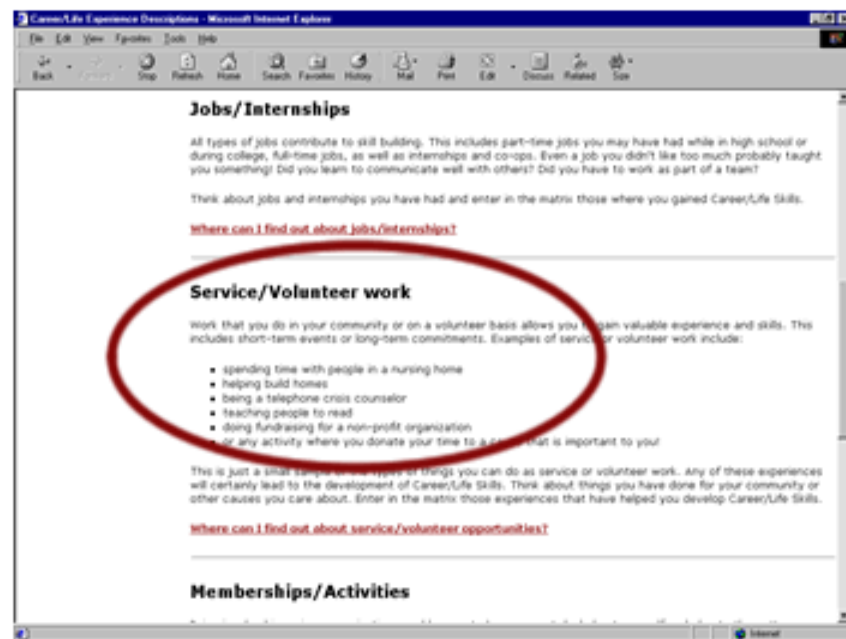 Career/Life Experience Descriptions - Microsoft Internet Explorer
File Edit View Favorites Tools Help
Back Forward Stop Refresh Home Search Favorites History Mail Print Edit Discuss Related Size
Jobs/Internships
All types of jobs contribute to skill building. This includes part-time jobs you may have had while in high school or
during college, full-time jobs, as well as internships and co-ops. Even a job you didn't like too much probably taught
you something! Did you learn to communicate well with others? Did you have to work as part of a team?
Think about jobs and internships you have had and enter in the matrix those where you gained Career/Life Skills.
Where can I find out about jobs/internships?
Service/Volunteer work
Work that you do in your community or on a volunteer basis allows you to gain valuable experience and skills. This
includes short-term events or long-term commitments. Examples of service or volunteer work include:
spending time with people in a nursing home
helping build homes
being a telephone crisis counselor
teaching people to read
doing fundraising for a non-profit organization
or any activity where you donate your time to a that is important to you!
This is just a small sample of the types of things you can do as service or volunteer work. Any of these experiences
will certainly lead to the development of Career/Life Skills. Think about things you have done for your community or
other causes you care about. Enter in the matrix those experiences that have helped you develop Career/Life Skills.
Where can I find out about service/volunteer opportunities?
Memberships/Activities
Internet